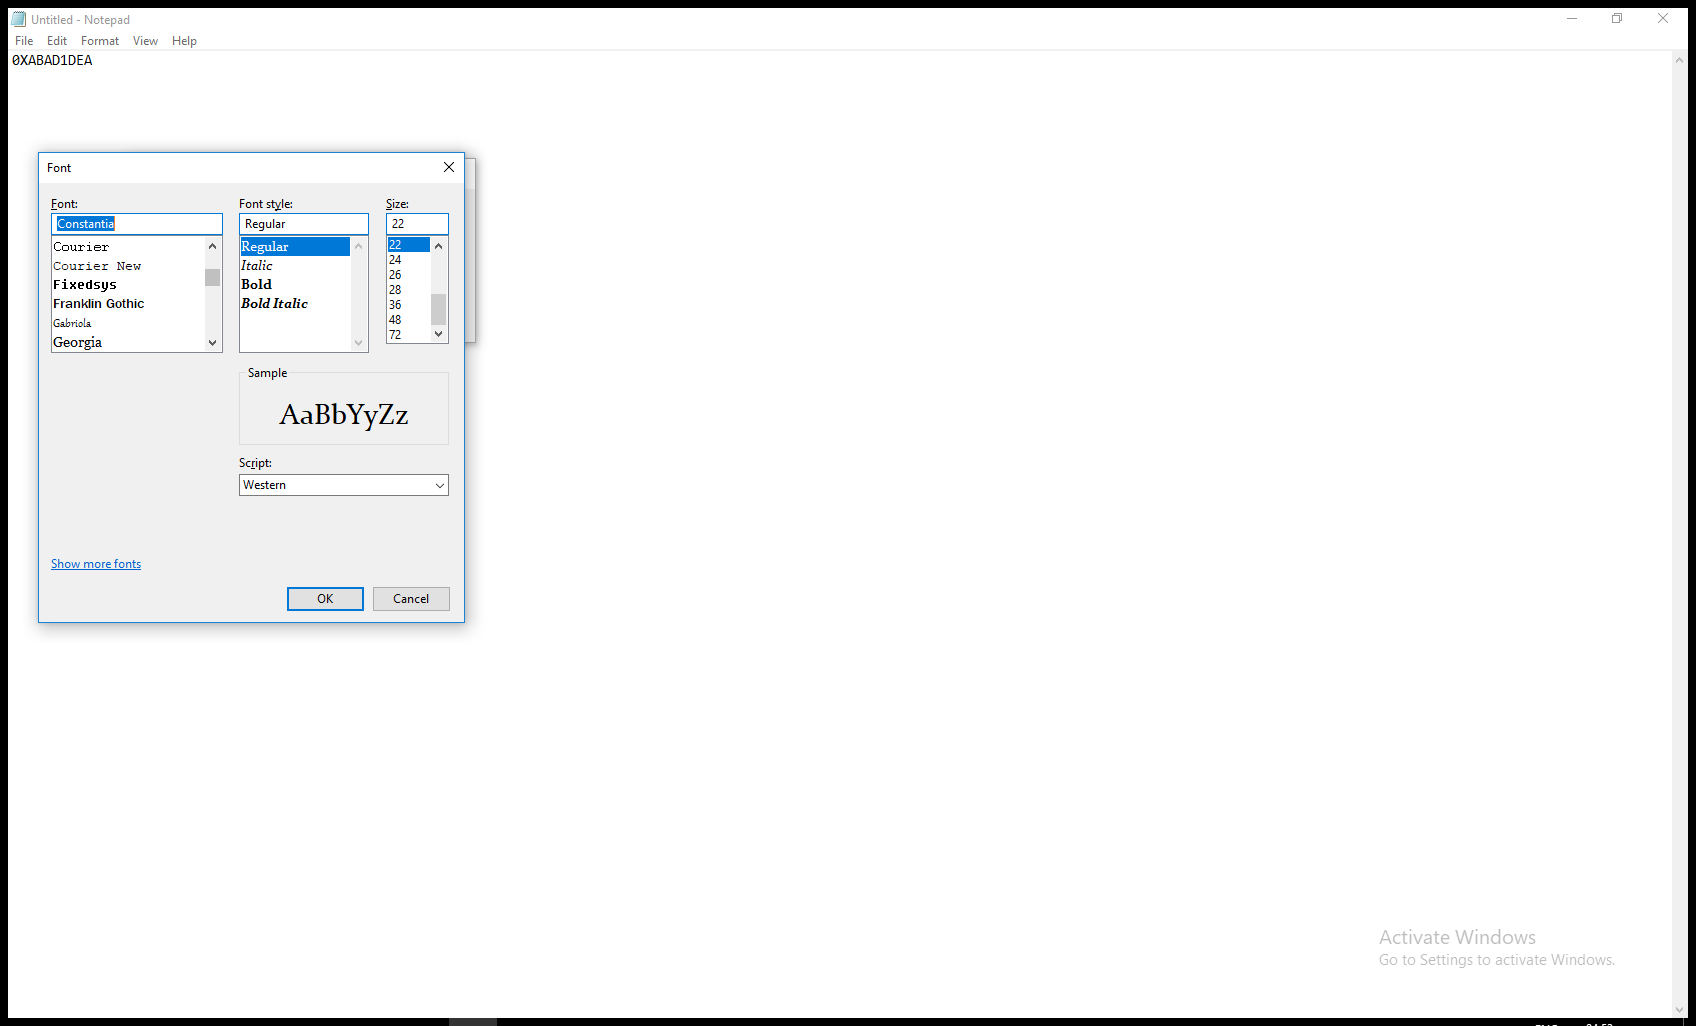 Untitled - Notepad
File Edit Format View Help
0XABAD1DEA
Font
Font: Font style: Size:
Constantia Regular 22
Courier
Courier New
Fixedsys
Franklin Gothic
Gabriola
Georgia
Regular
Italic
Bold
Bold Italic
22
24
26
28
36
48
72
Sample
AaBbYyZz
Script:
Western
Show more fonts
OK Cancel
Activate Windows
Go to Settings to activate Windows.